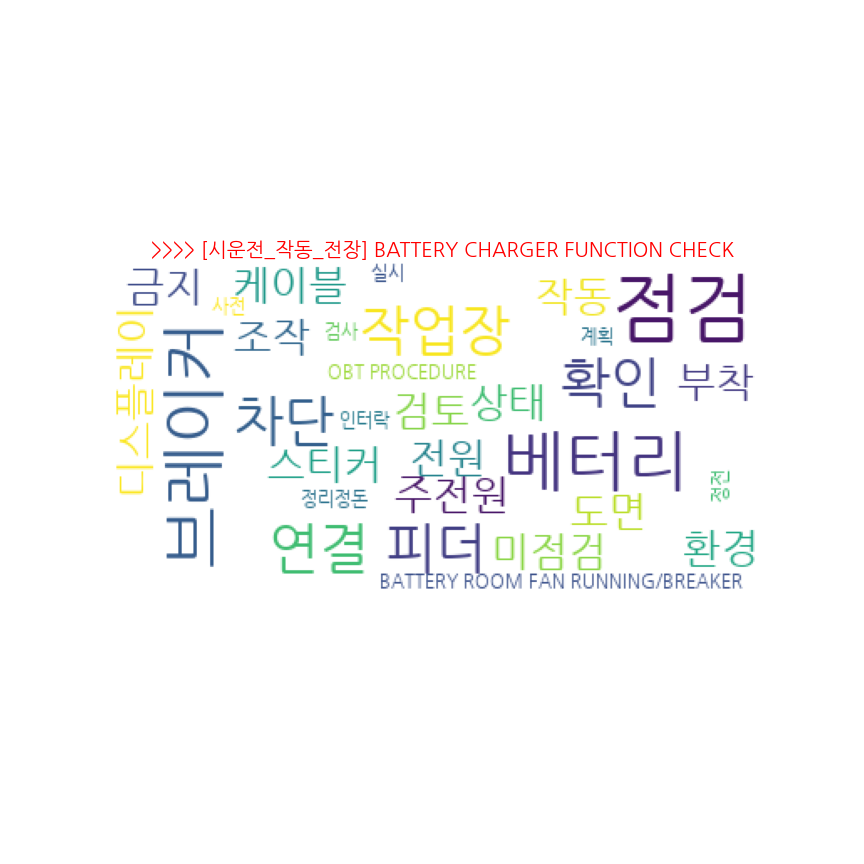 >>>> [시운전_작동_전장] BATTERY CHARGER FUNCTION CHECK
금지
케이블
실시
사전
작동
점검
디스플레이
브레이커
조작
검사
작업장
계획
OBT PROCEDURE
확인
부착
차단
인터락
검토
상태
스티커
전원
베터리
정리정돈
주전원
도면
정전
연결
피더
미점검
환경
BATTERY ROOM FAN RUNNING/BREAKER